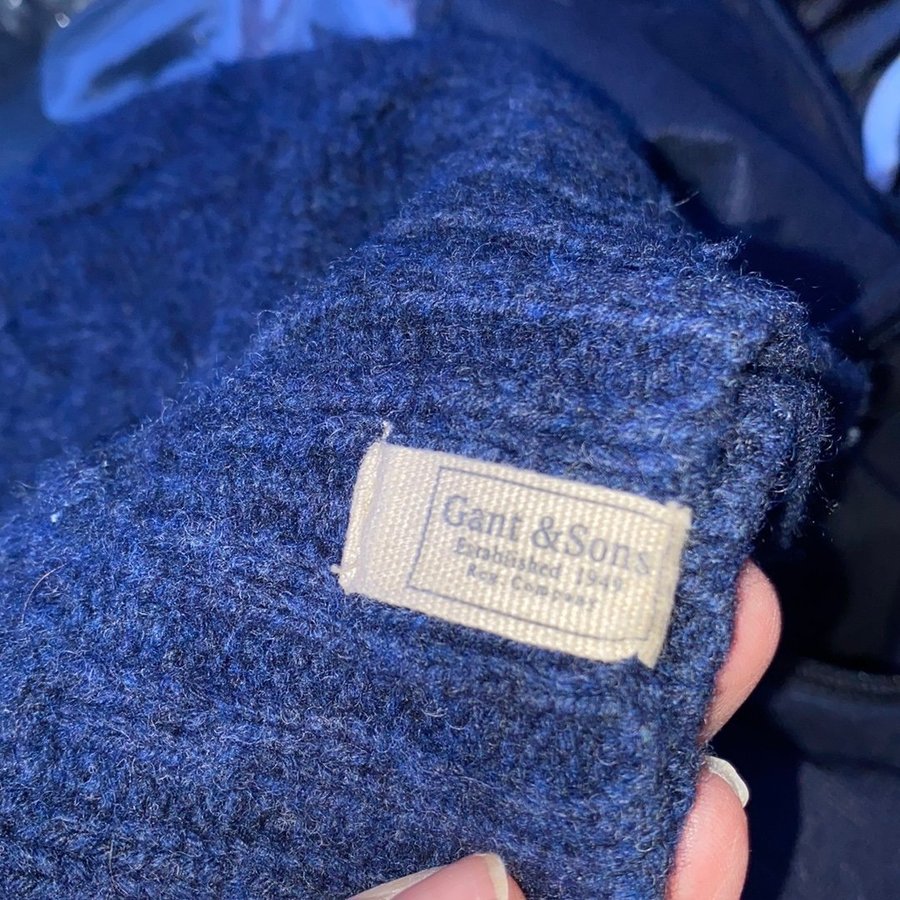 Gant & Sons
Established 1949
Reg. Company